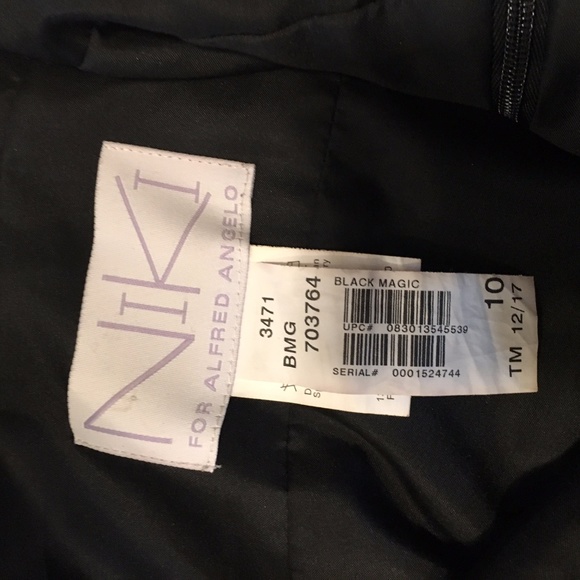 NIKI
FOR ALFRED ANGELO
3471
BMG
703764
BLACK MAGIC
UPC# 083013545539
SERIAL# 0001524744
10
TM 12/17